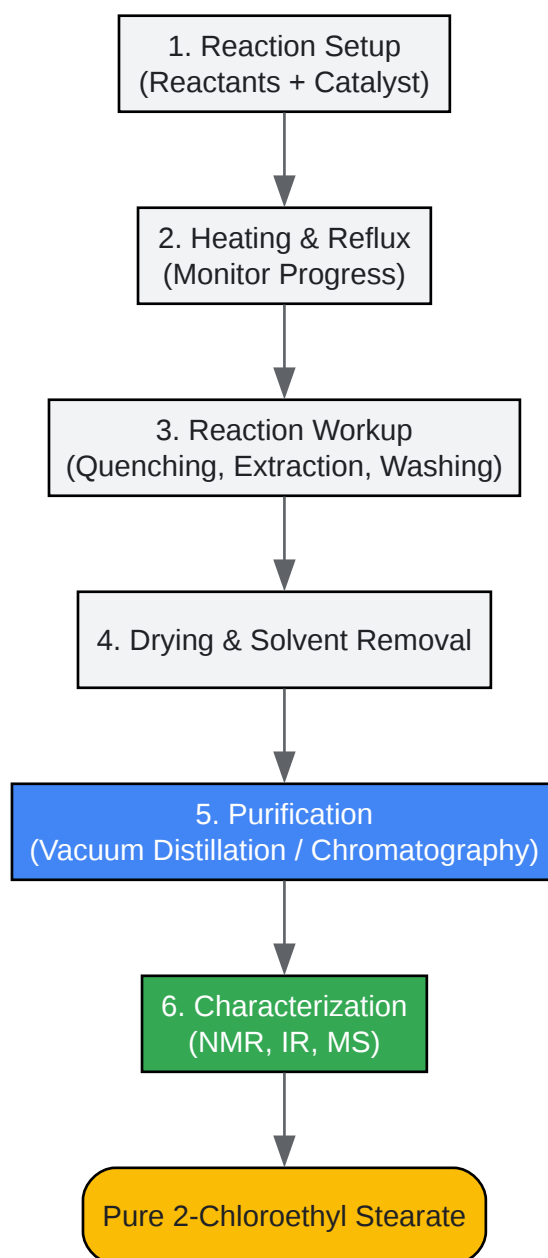 1. Reaction Setup
(Reactants + Catalyst)
2. Heating & Reflux
(Monitor Progress)
3. Reaction Workup
(Quenching, Extraction, Washing)
4. Drying & Solvent Removal
5. Purification
(Vacuum Distillation / Chromatography)
6. Characterization
(NMR, IR, MS)
Pure 2-Chloroethyl Stearate